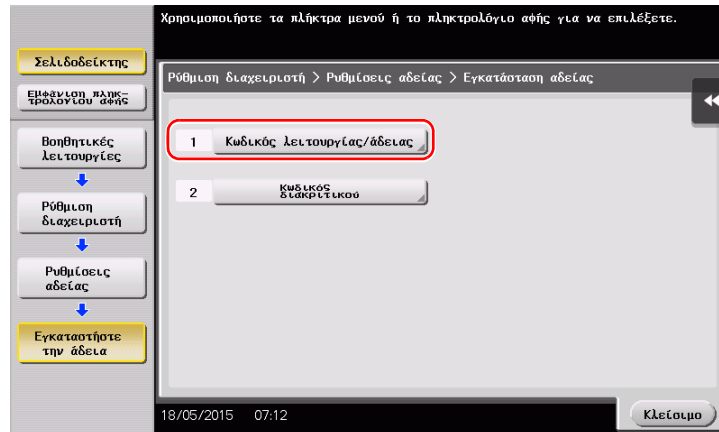 Χρησιμοποιήστε τα πλήκτρα μενού ή το πληκτρολόγιο αφής για να επιλέξετε.
Σελιδοδείκτης
Εμφάνιση πληκ-
τρολογίου αφής
Βοηθητικές
λειτουργίες
Ρύθμιση
διαχειριστή
Ρυθμίσεις
αδείας
Εγκαταστήστε
την άδεια
Ρύθμιση διαχειριστή > Ρυθμίσεις αδείας > Εγκατάσταση αδείας
1 Κωδικός λειτουργίας/άδειας
2 Κωδικός
διακριτικού
18/05/2015 07:12
Κλείσιμο